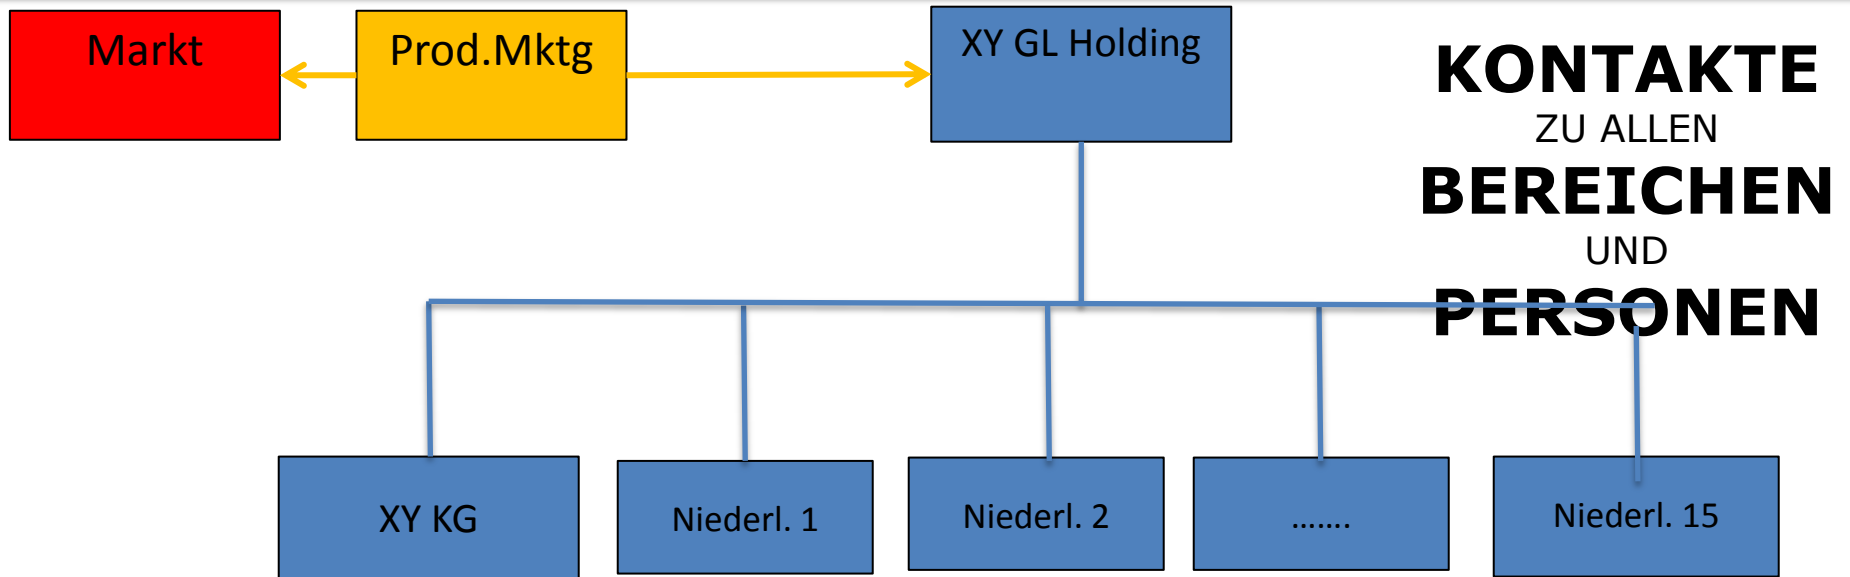 Markt
Prod.Mktg
XY GL Holding
KONTAKTE
ZU ALLEN
BEREICHEN
UND
PERSONEN
XY KG
Niederl. 1
Niederl. 2
.......
Niederl. 15